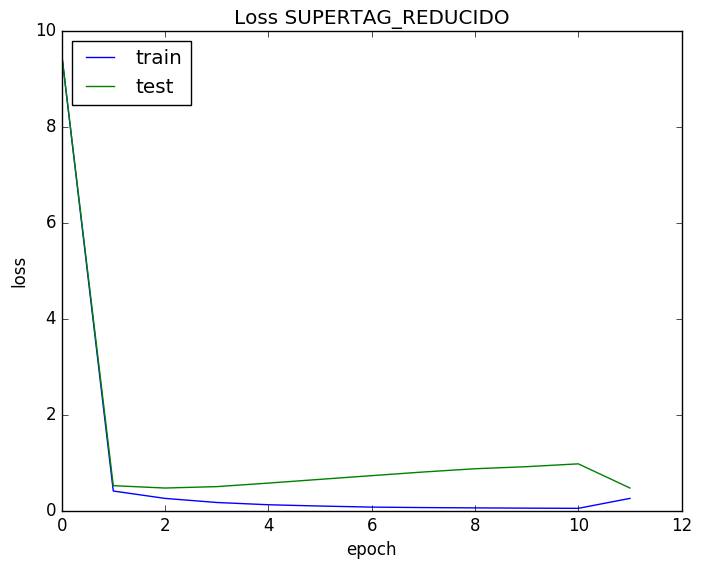 Loss SUPERTAG_REDUCIDO
10
8
6
4
2
0
loss
train
test
0 2 4 6 8 10 12
epoch